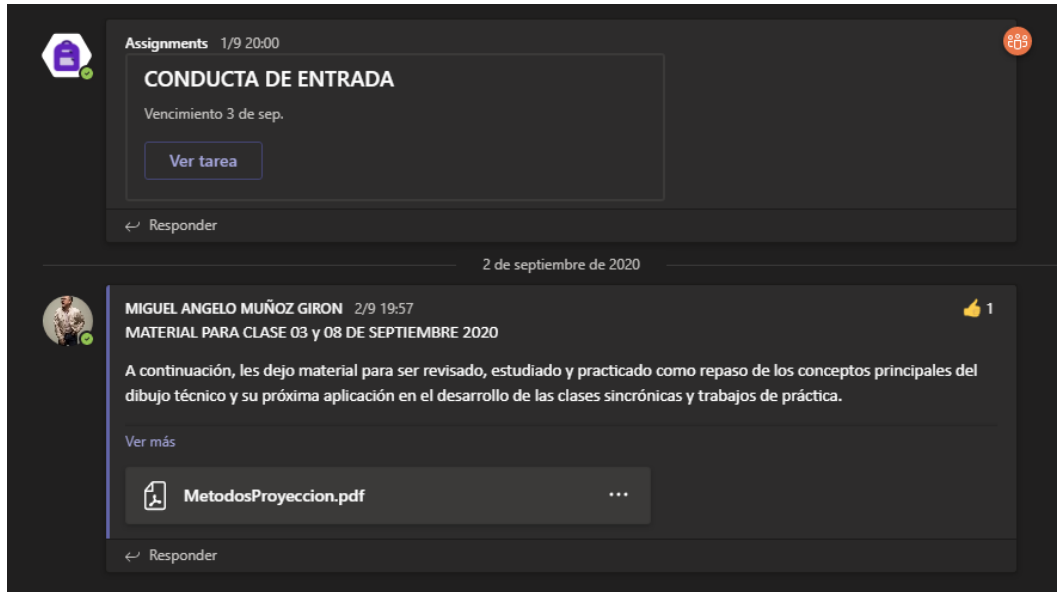 Assignments 1/9 20:00
CONDUCTA DE ENTRADA
Vencimiento 3 de sep.
Ver tarea
Responder
2 de septiembre de 2020
MIGUEL ANGELO MUÑOZ GIRON 2/9 19:57
👍 1
MATERIAL PARA CLASE 03 y 08 DE SEPTIEMBRE 2020
A continuación, les dejo material para ser revisado, estudiado y practicado como repaso de los conceptos principales del
dibujo técnico y su próxima aplicación en el desarrollo de las clases sincrónicas y trabajos de práctica.
Ver más
MetodosProyeccion.pdf
Responder